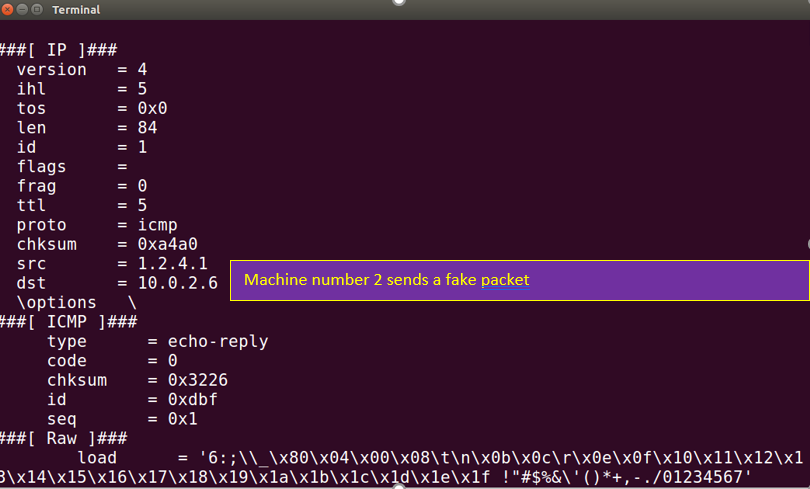 Terminal
###[ IP ]###
version = 4
ihl = 5
tos = 0x0
len = 84
id = 1
flags =
frag = 0
ttl = 5
proto = icmp
chksum = 0xa4a0
src = 1.2.4.1
dst = 10.0.2.6
Machine number 2 sends a fake packet
\options \
###[ ICMP ]###
type = echo-reply
code = 0
chksum = 0x3226
id = 0xdbf
seq = 0x1
###[ Raw ]###
load = '6:;\\_\x80\x04\x00\x08\t\n\x0b\x0c\r\x0e\x0f\x10\x11\x12\x1
3\x14\x15\x16\x17\x18\x19\x1a\x1b\x1c\x1d\x1e\x1f !"#$%&\'()*+,-./01234567'